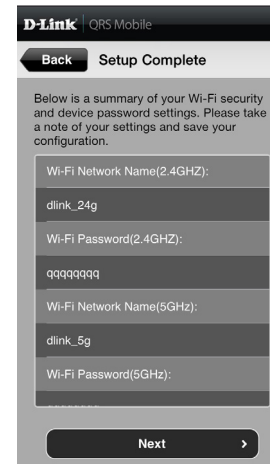 D-Link QRS Mobile
Back Setup Complete
Below is a summary of your Wi-Fi security
and device password settings. Please take
a note of your settings and save your
configuration.
Wi-Fi Network Name(2.4GHZ):
dlink_24g
Wi-Fi Password(2.4GHZ):
qqqqqqqq
Wi-Fi Network Name(5GHz):
dlink_5g
Wi-Fi Password(5GHz):
Next >